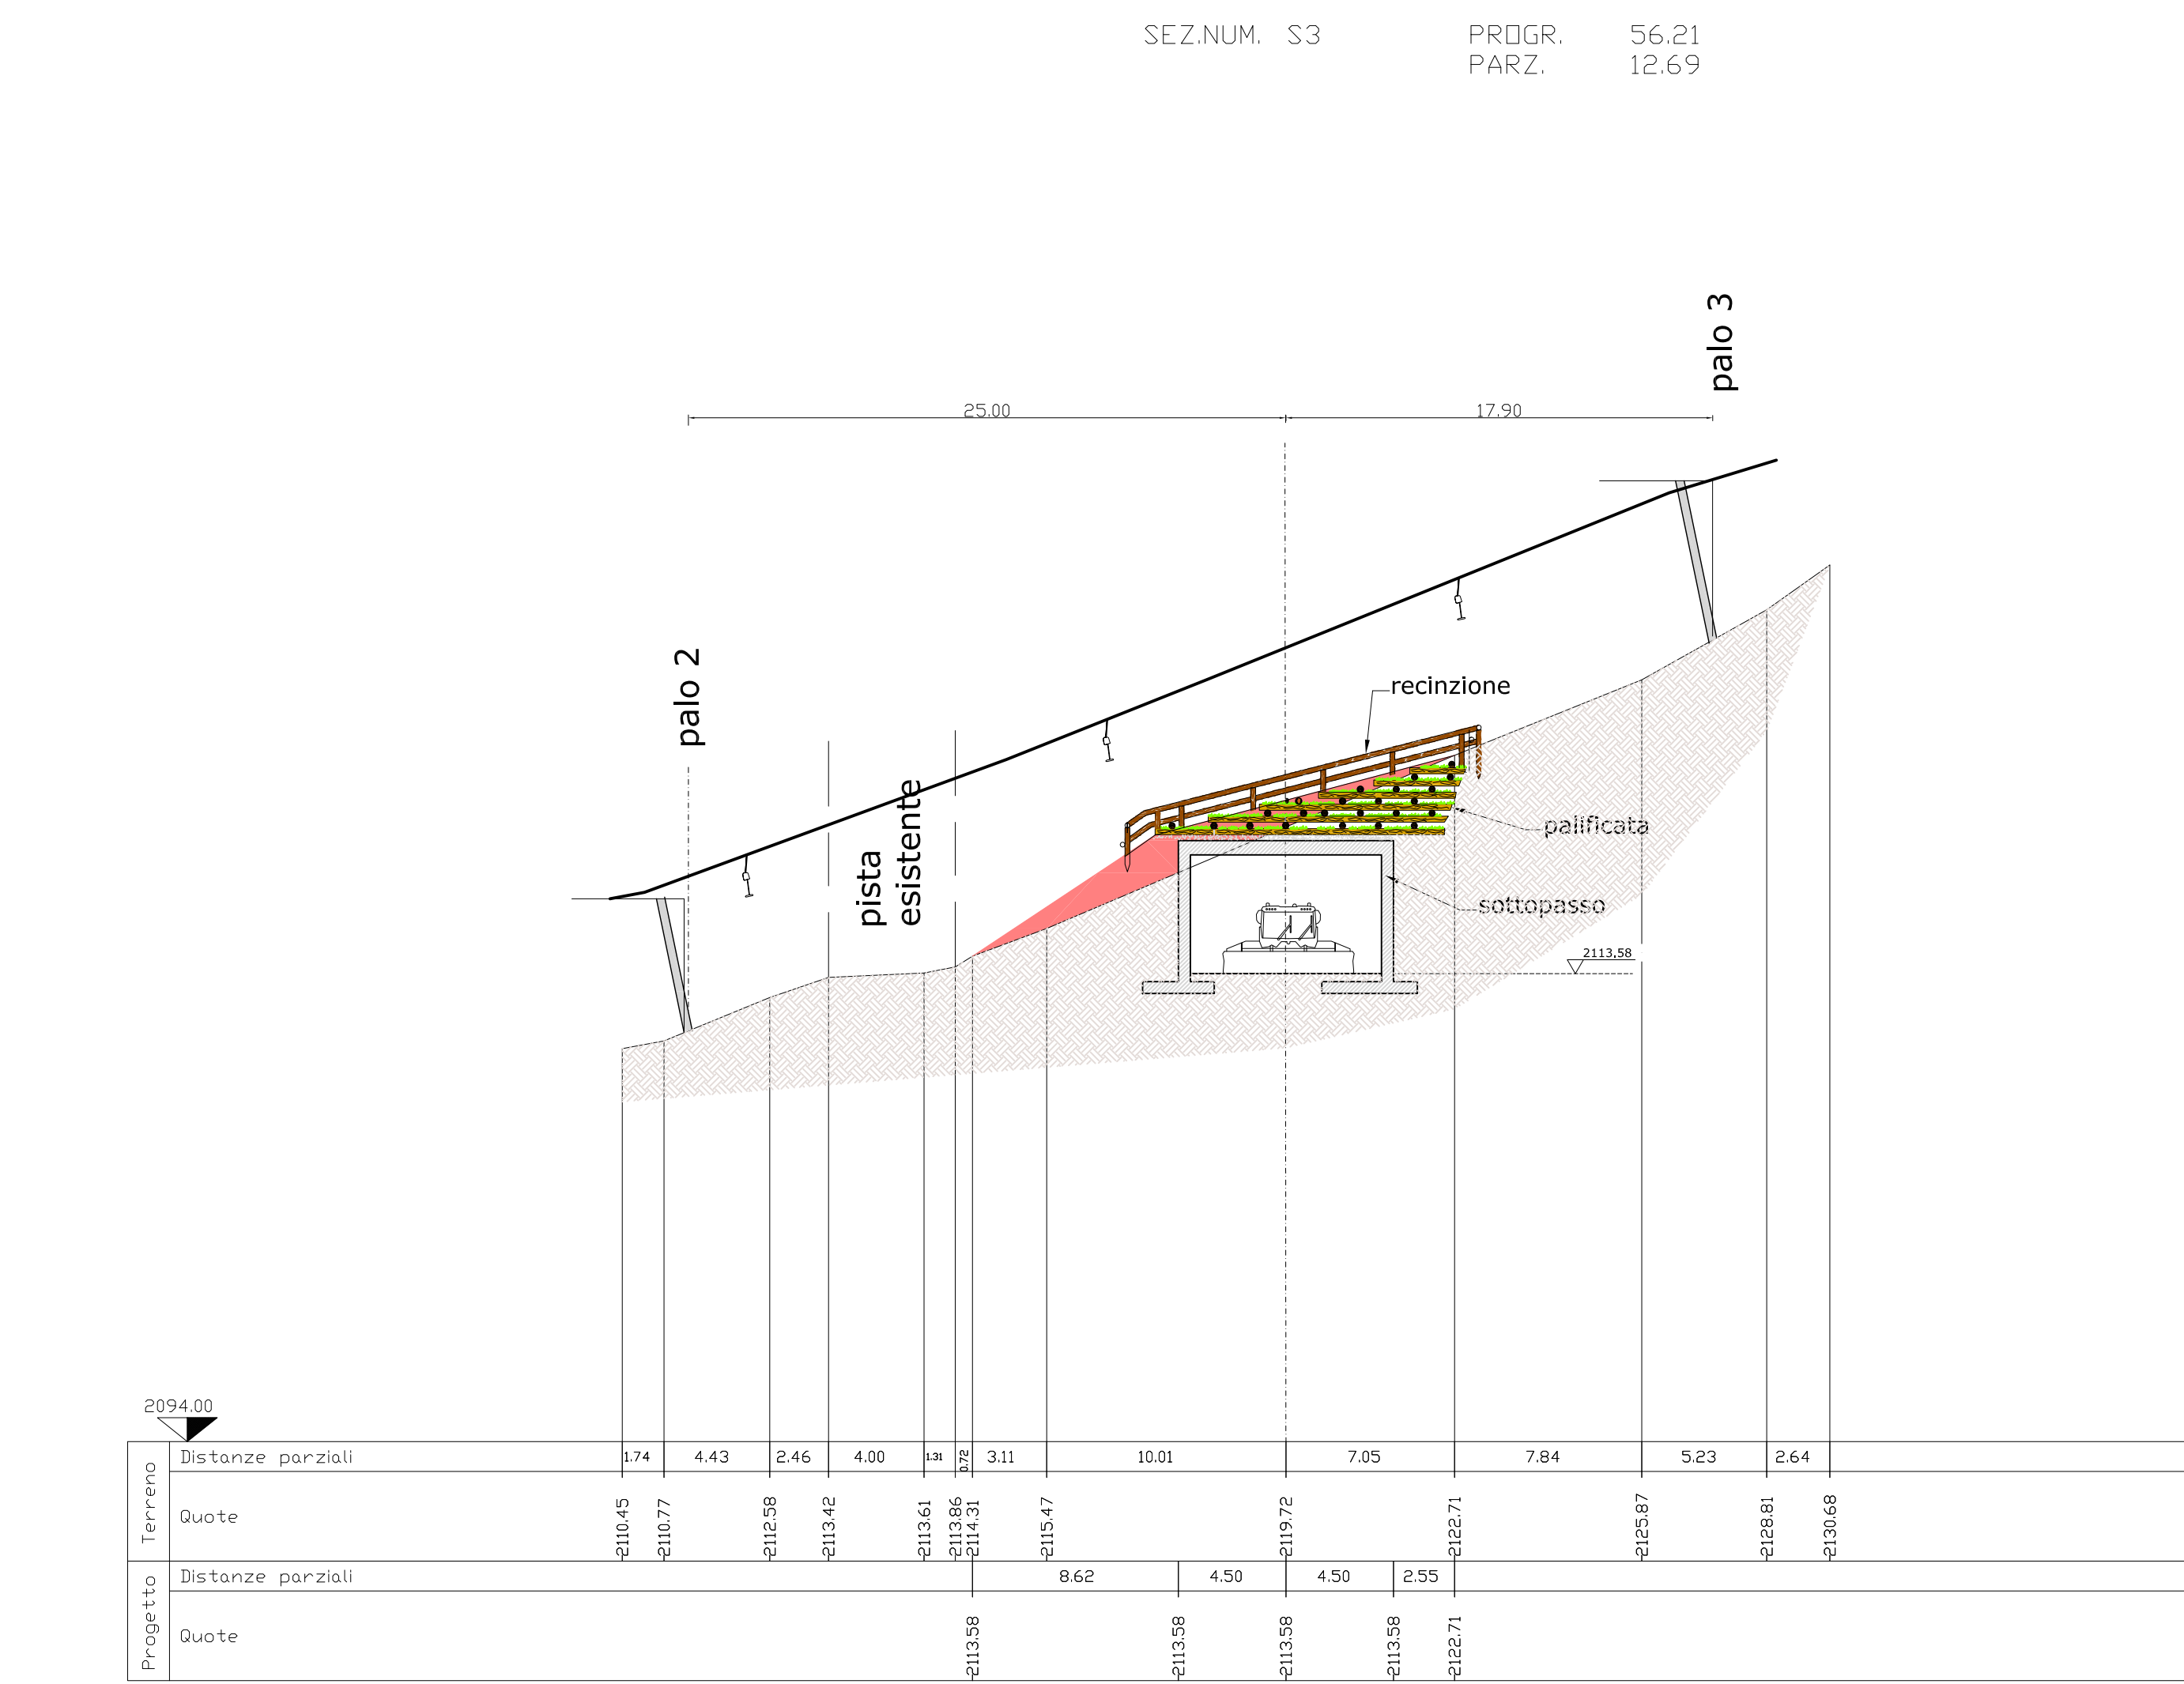 SEZ.NUM. S3 PROGR. 56.21
PARZ. 12.69
palo 3
25.00 17.90
palo 2
recinzione
pista
esistente
palificata
sottopasso
2113,58
2094.00
Terreno
Distanze parziali 1.74 4.43 2.46 4.00 1.31 0.72 3.11 10.01 7.05 7.84 5.23 2.64
Quote 2110.45 2110.77 2112.58 2113.42 2113.61 2113.86 2114.31 2115.47 2119.72 2122.71 2125.87 2128.81 2130.68
Progetto
Distanze parziali 8.62 4.50 4.50 2.55
Quote 2113.58 2113.58 2113.58 2113.58 2122.71